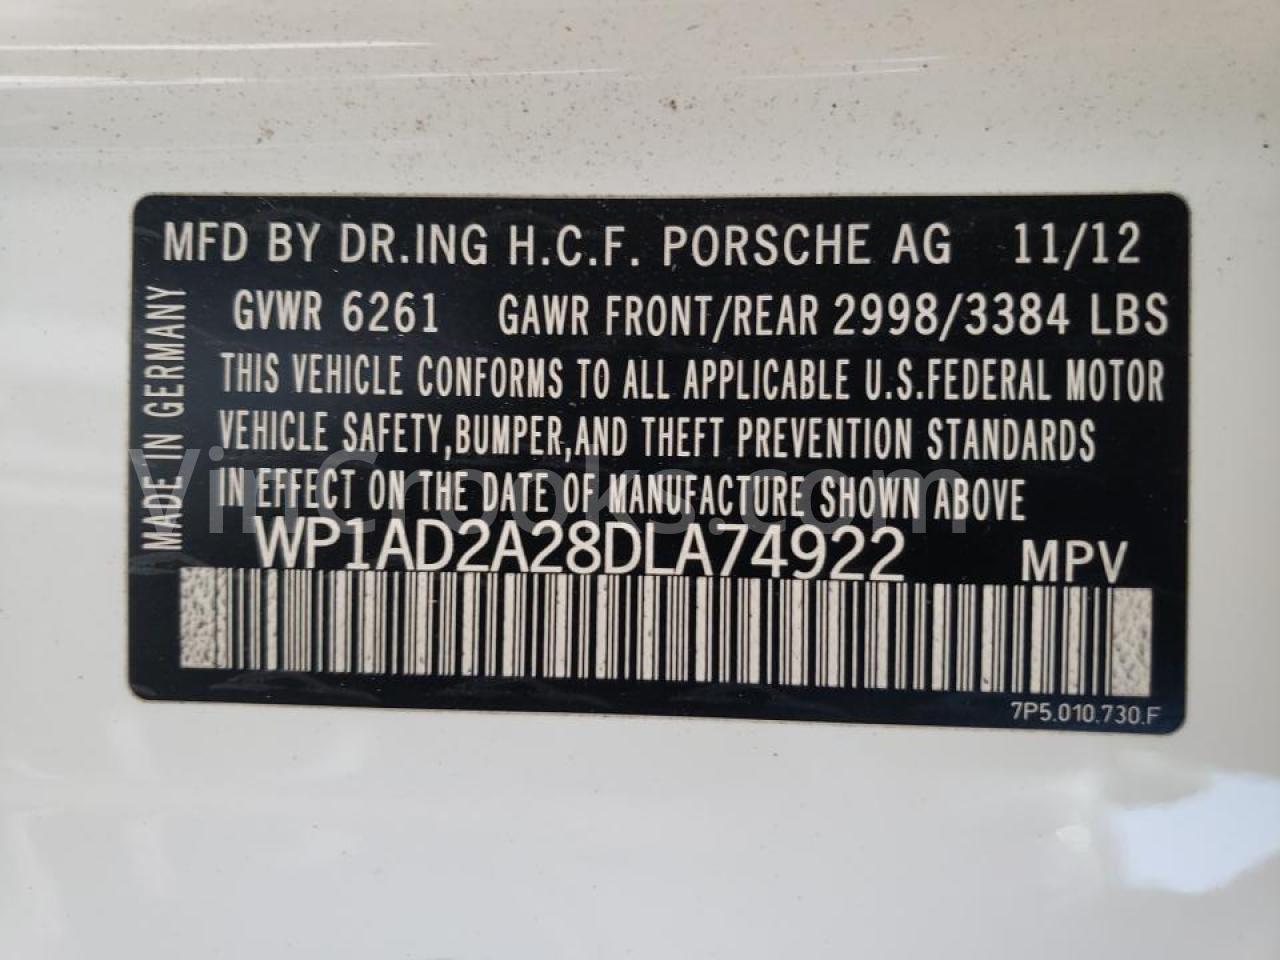 MFD BY DR.ING H.C.F. PORSCHE AG 11/12
GVWR 6261 GAWR FRONT/REAR 2998/3384 LBS
THIS VEHICLE CONFORMS TO ALL APPLICABLE U.S.FEDERAL MOTOR
VEHICLE SAFETY,BUMPER,AND THEFT PREVENTION STANDARDS
IN EFFECT ON THE DATE OF MANUFACTURE SHOWN ABOVE
WP1AD2A28DLA74922 MPV
7P5.010.730.F
MADE IN GERMANY
VinCrooks.com